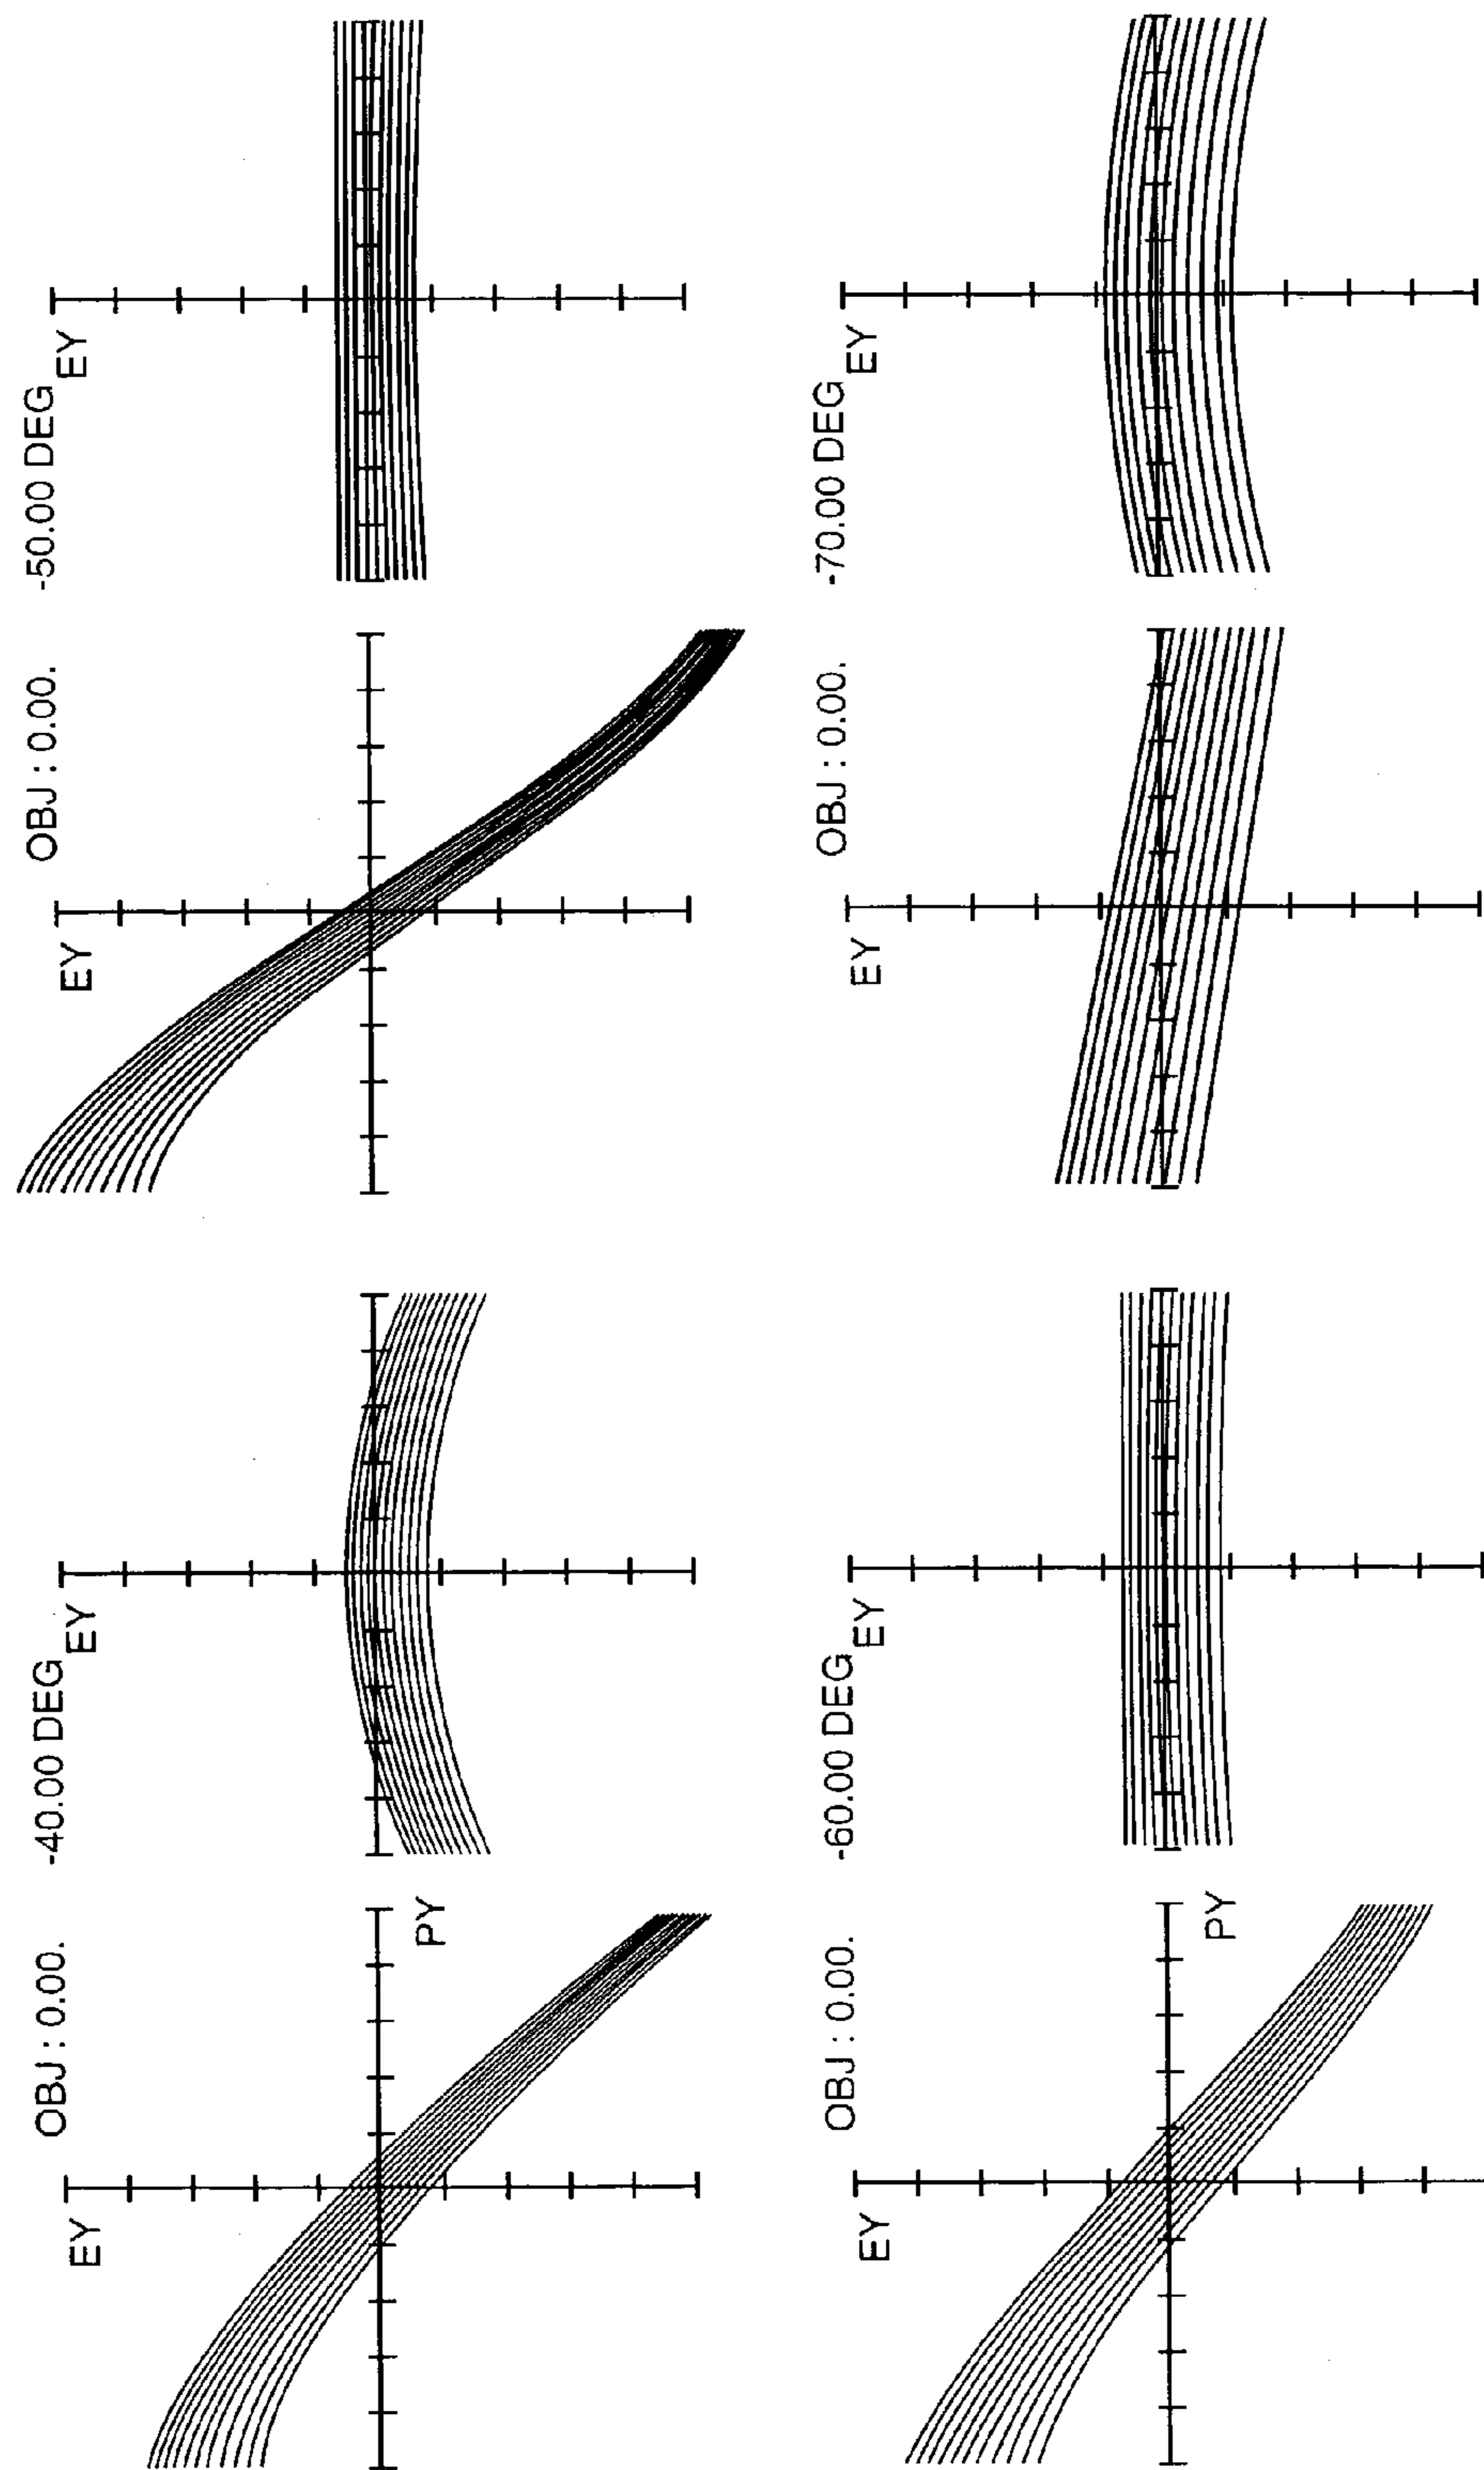 OBJ : 0.00. -40.00 DEG
EY
EY
PY
OBJ : 0.00. -50.00 DEG
EY
EY
OBJ : 0.00. -60.00 DEG
EY
EY
PY
OBJ : 0.00. -70.00 DEG
EY
EY